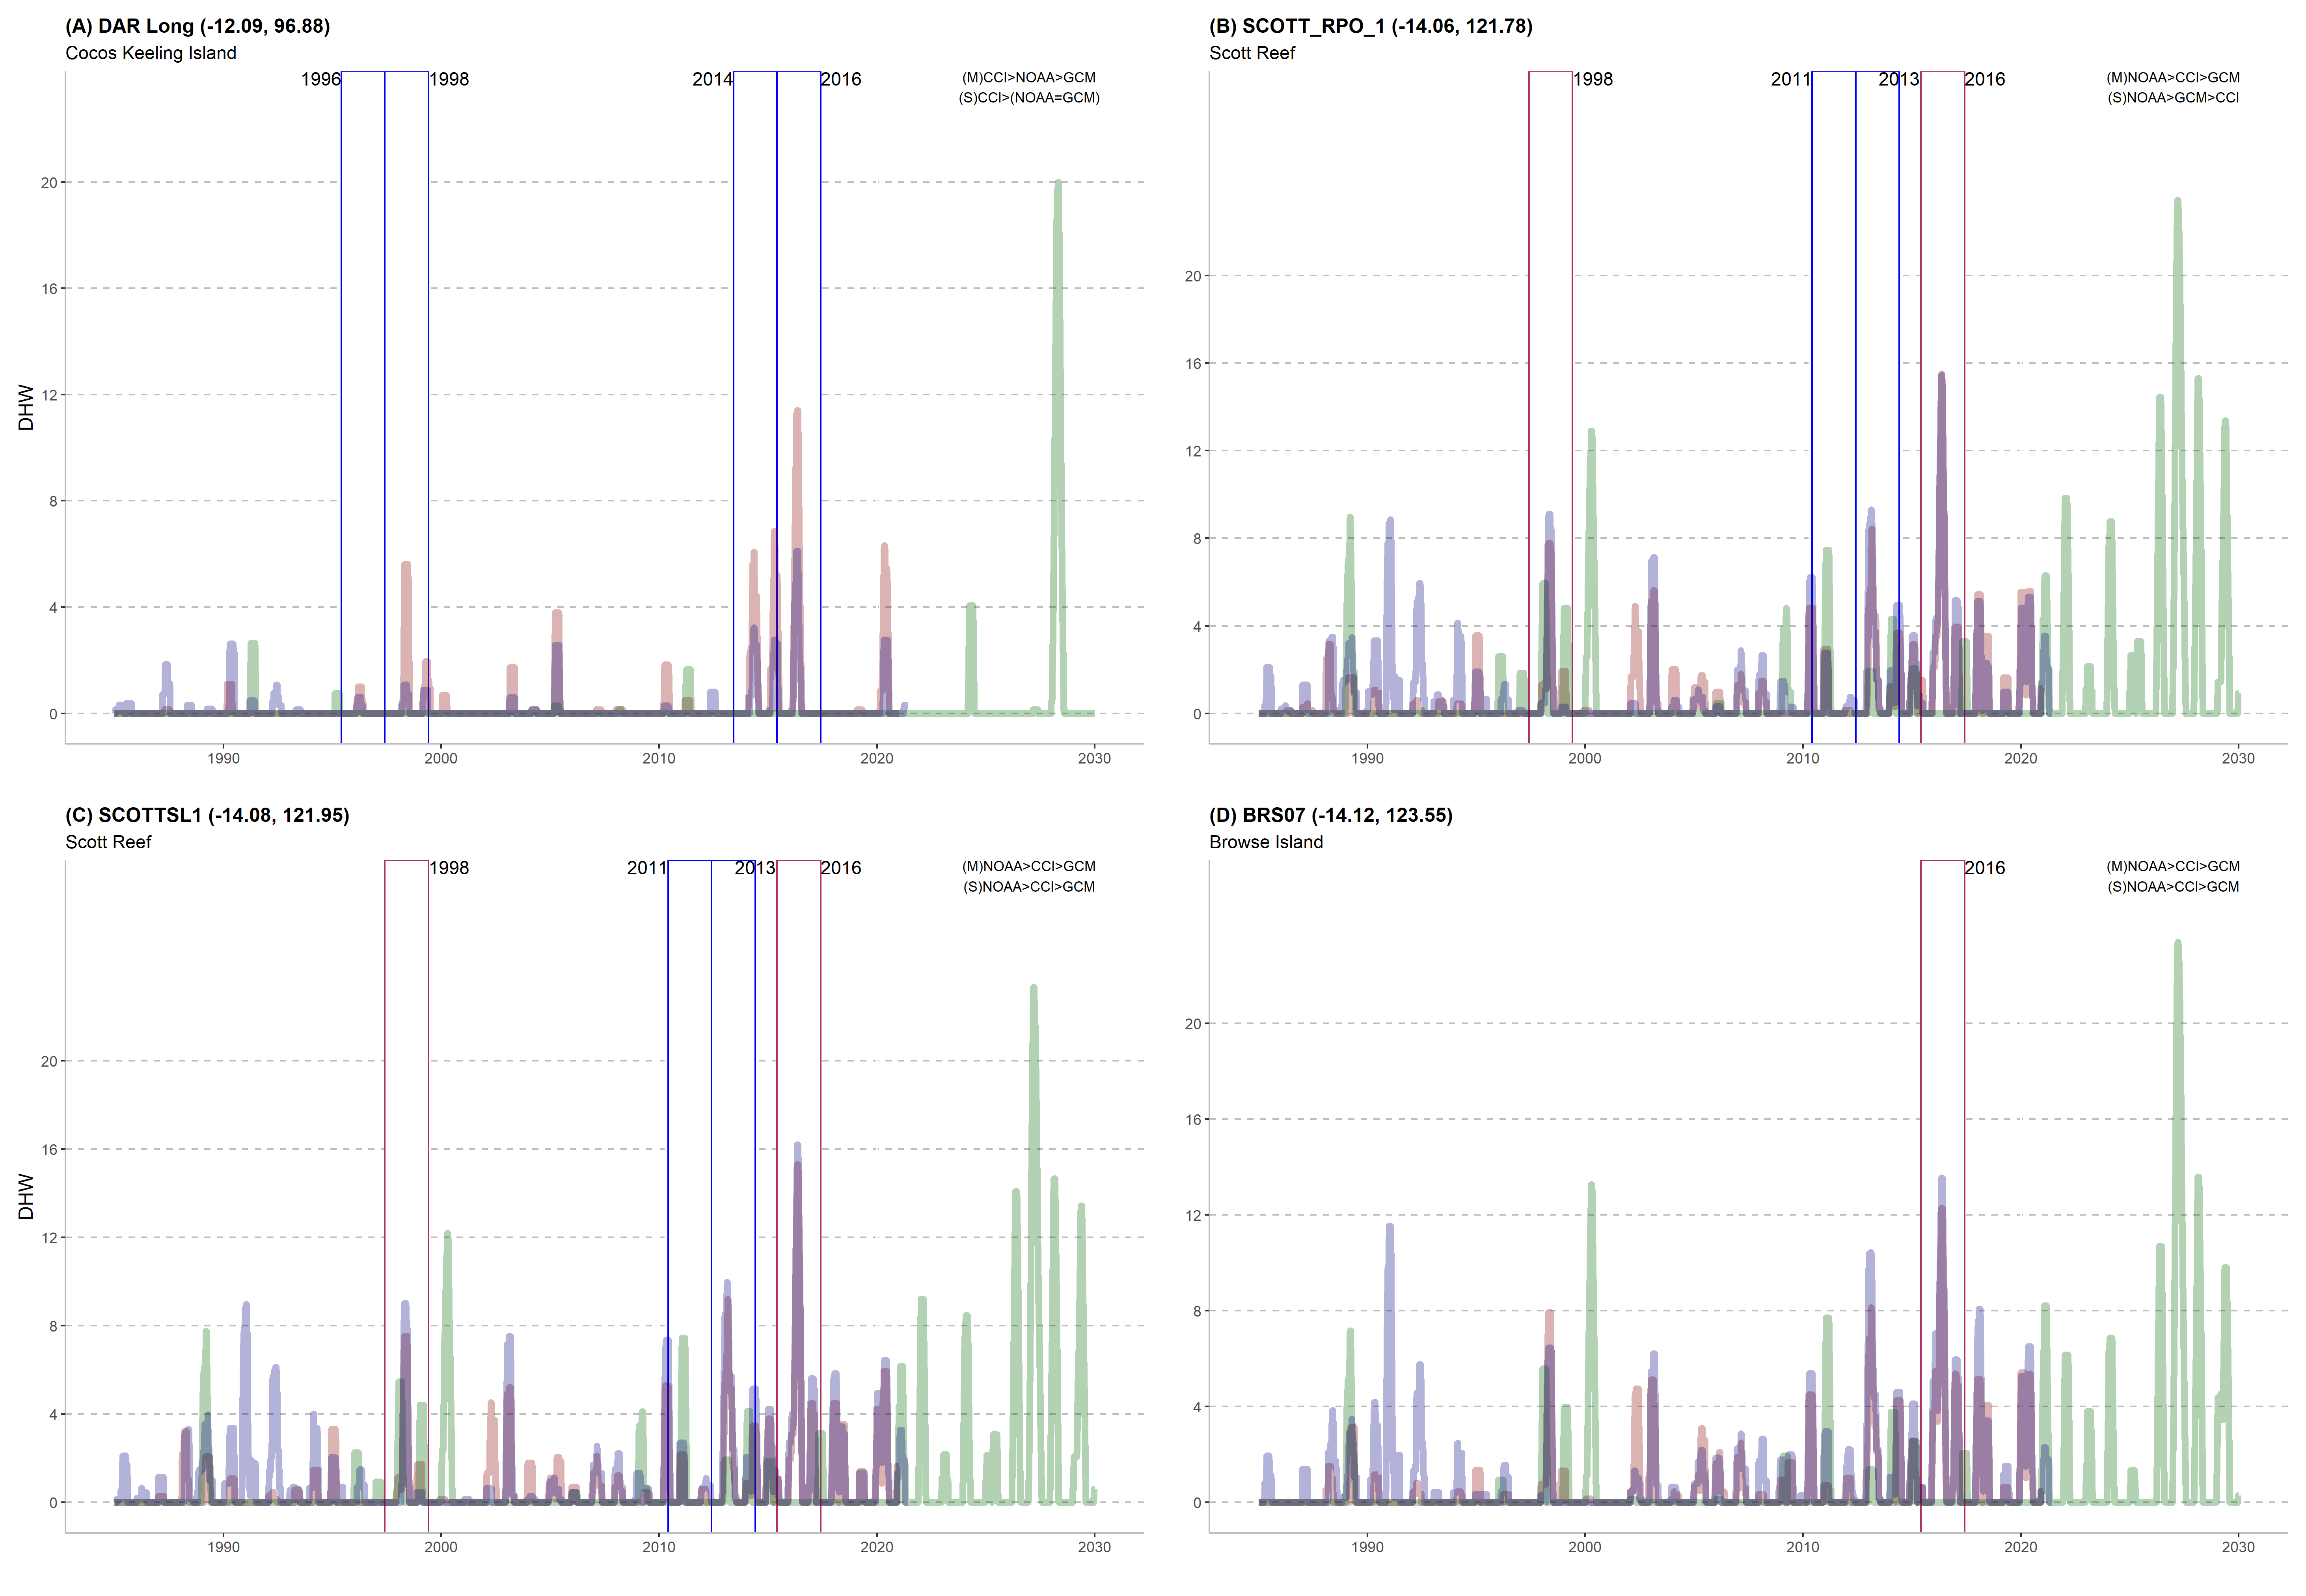 (A) DAR Long (-12.09, 96.88)
Cocos Keeling Island
1996 1998 2014 2016
(M)CCI>NOAA>GCM
(S)CCI>(NOAA=GCM)
DHW
20
16
12
8
4
0
1990 2000 2010 2020 2030
(B) SCOTT_RPO_1 (-14.06, 121.78)
Scott Reef
1998 2011 2013 2016
(M)NOAA>CCI>GCM
(S)NOAA>GCM>CCI
20
16
12
8
4
0
1990 2000 2010 2020 2030
(C) SCOTTSL1 (-14.08, 121.95)
Scott Reef
1998 2011 2013 2016
(M)NOAA>CCI>GCM
(S)NOAA>CCI>GCM
DHW
20
16
12
8
4
0
1990 2000 2010 2020 2030
(D) BRS07 (-14.12, 123.55)
Browse Island
2016
(M)NOAA>CCI>GCM
(S)NOAA>CCI>GCM
20
16
12
8
4
0
1990 2000 2010 2020 2030